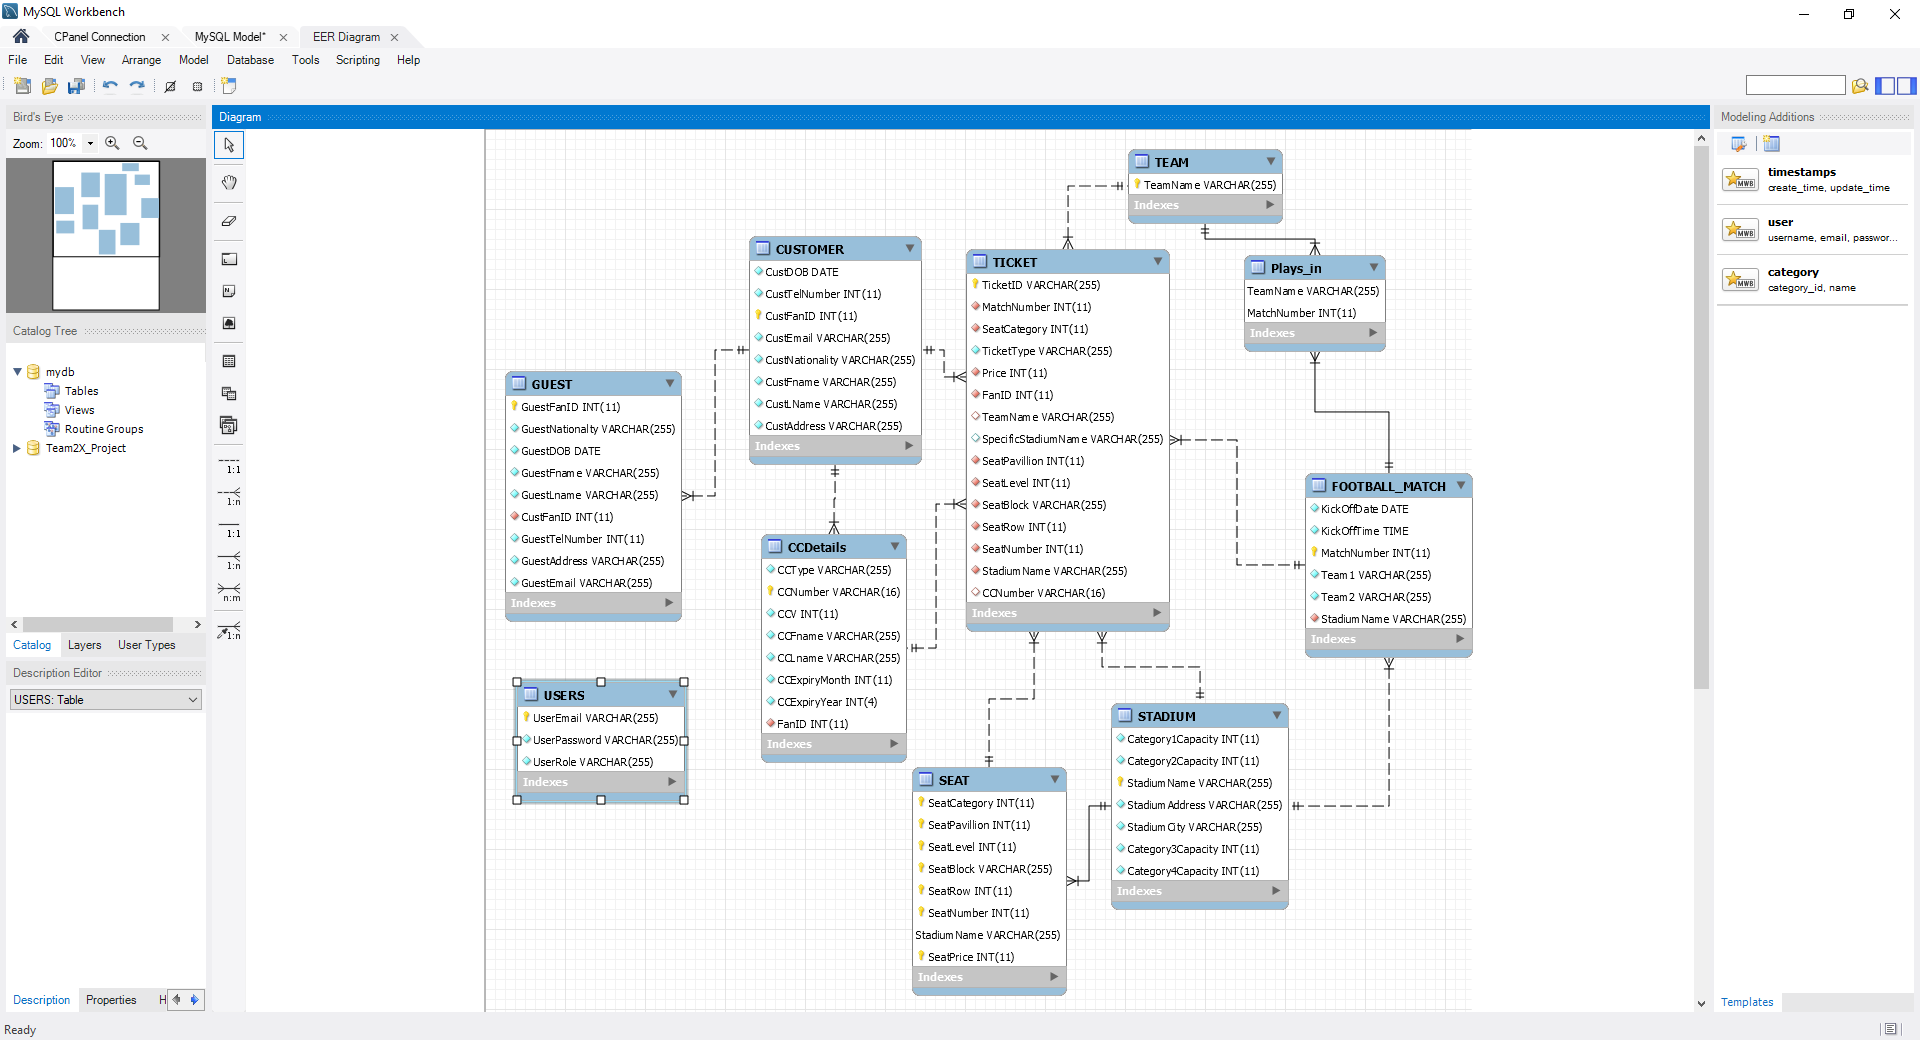 MySQL Workbench
CPanel Connection
MySQL Model*
EER Diagram
File Edit View Arrange Model Database Tools Scripting Help
Bird's Eye
Zoom: 100%
Catalog Tree
mydb
Tables
Views
Routine Groups
Team2X_Project
Catalog Layers User Types
Description Editor
USERS: Table
Description Properties H
Ready
Diagram
1:1
1:n
1:1
1:n
n:m
1:n
TEAM
TeamName VARCHAR(255)
Indexes
CUSTOMER
CustDOB DATE
CustTelNumber INT(11)
CustFanID INT(11)
CustEmail VARCHAR(255)
CustNationality VARCHAR(255)
CustFname VARCHAR(255)
CustLName VARCHAR(255)
CustAddress VARCHAR(255)
Indexes
TICKET
TicketID VARCHAR(255)
MatchNumber INT(11)
SeatCategory INT(11)
TicketType VARCHAR(255)
Price INT(11)
FanID INT(11)
TeamName VARCHAR(255)
SpecificStadiumName VARCHAR(255)
SeatPavillion INT(11)
SeatLevel INT(11)
SeatBlock VARCHAR(255)
SeatRow INT(11)
SeatNumber INT(11)
StadiumName VARCHAR(255)
CCNumber VARCHAR(16)
Indexes
Plays_in
TeamName VARCHAR(255)
MatchNumber INT(11)
Indexes
GUEST
GuestFanID INT(11)
GuestNationalty VARCHAR(255)
GuestDOB DATE
GuestFname VARCHAR(255)
GuestLname VARCHAR(255)
CustFanID INT(11)
GuestTelNumber INT(11)
GuestAddress VARCHAR(255)
GuestEmail VARCHAR(255)
Indexes
CCDetails
CCType VARCHAR(255)
CCNumber VARCHAR(16)
CCV INT(11)
CCFname VARCHAR(255)
CCLname VARCHAR(255)
CCExpiryMonth INT(11)
CCExpiryYear INT(4)
FanID INT(11)
Indexes
FOOTBALL_MATCH
KickOffDate DATE
KickOffTime TIME
MatchNumber INT(11)
Team1 VARCHAR(255)
Team2 VARCHAR(255)
StadiumName VARCHAR(255)
Indexes
USERS
UserEmail VARCHAR(255)
UserPassword VARCHAR(255)
UserRole VARCHAR(255)
Indexes
STADIUM
Category1Capacity INT(11)
Category2Capacity INT(11)
StadiumName VARCHAR(255)
StadiumAddress VARCHAR(255)
StadiumCity VARCHAR(255)
Category3Capacity INT(11)
Category4Capacity INT(11)
Indexes
SEAT
SeatCategory INT(11)
SeatPavillion INT(11)
SeatLevel INT(11)
SeatBlock VARCHAR(255)
SeatRow INT(11)
SeatNumber INT(11)
StadiumName VARCHAR(255)
SeatPrice INT(11)
Indexes
Modeling Additions
MWB
timestamps
create_time, update_time
MWB
user
username, email, passwor...
MWB
category
category_id, name
Templates